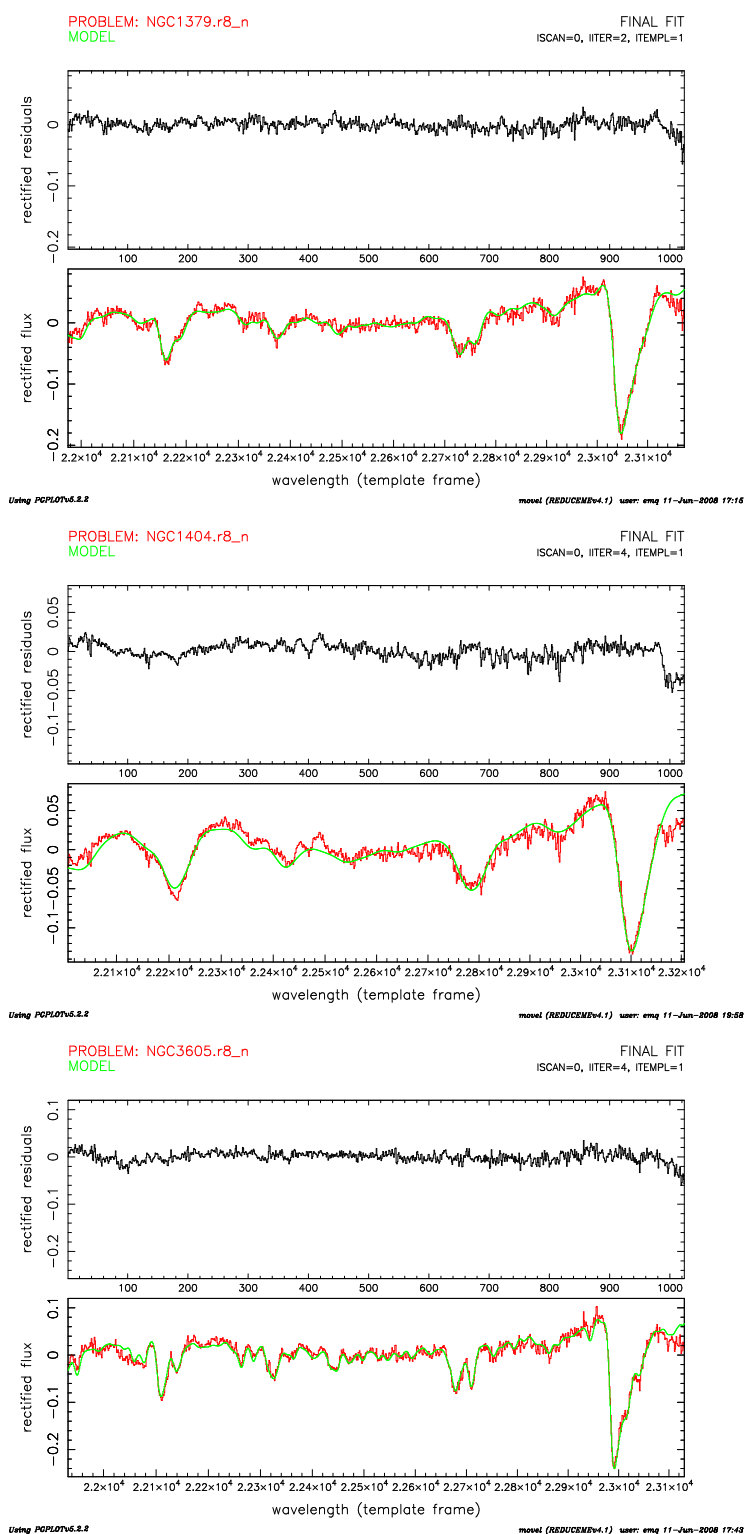 PROBLEM: NGC1379.r8_n FINAL FIT
MODEL ISCAN=0, IITER=2, ITEMPL=1
rectified residuals
0
−0.1
−0.2
100 200 300 400 500 600 700 800 900 1000
rectified flux
0
−0.1
0.2
2.2×10⁴ 2.21×10⁴ 2.22×10⁴ 2.23×10⁴ 2.24×10⁴ 2.25×10⁴ 2.26×10⁴ 2.27×10⁴ 2.28×10⁴ 2.29×10⁴ 2.3×10⁴ 2.31×10⁴
wavelength (template frame)
Using PGPLOTv5.2.2 movel (REDUCEMEv4.1) user: emq 11-Jun-2008 17:15
PROBLEM: NGC1404.r8_n FINAL FIT
MODEL ISCAN=0, IITER=4, ITEMPL=1
rectified residuals
0.05
0
−0.05
−0.1
100 200 300 400 500 600 700 800 900 1000
rectified flux
0.05
0
−0.05
−0.1
2.21×10⁴ 2.22×10⁴ 2.23×10⁴ 2.24×10⁴ 2.25×10⁴ 2.26×10⁴ 2.27×10⁴ 2.28×10⁴ 2.29×10⁴ 2.3×10⁴ 2.31×10⁴ 2.32×10⁴
wavelength (template frame)
Using PGPLOTv5.2.2 movel (REDUCEMEv4.1) user: emq 11-Jun-2008 19:58
PROBLEM: NGC3605.r8_n FINAL FIT
MODEL ISCAN=0, IITER=4, ITEMPL=1
rectified residuals
0.1
0
−0.1
−0.2
100 200 300 400 500 600 700 800 900 1000
rectified flux
0.1
0
−0.1
−0.2
2.2×10⁴ 2.21×10⁴ 2.22×10⁴ 2.23×10⁴ 2.24×10⁴ 2.25×10⁴ 2.26×10⁴ 2.27×10⁴ 2.28×10⁴ 2.29×10⁴ 2.3×10⁴ 2.31×10⁴
wavelength (template frame)
Using PGPLOTv5.2.2 movel (REDUCEMEv4.1) user: emq 11-Jun-2008 17:43